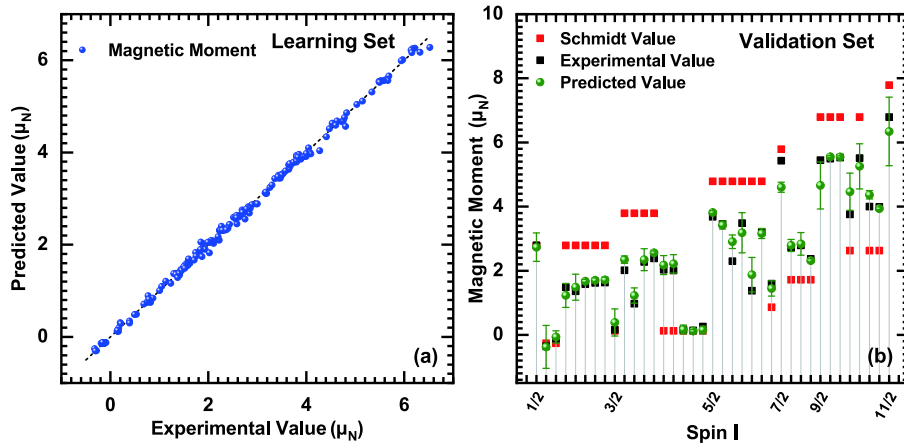 Learning Set
Magnetic Moment
Predicted Value (μN)
6
4
2
0
0
2
4
6
Experimental Value (μN)
(a)
Validation Set
Schmidt Value
Experimental Value
Predicted Value
Magnetic Moment (μN)
10
8
6
4
2
0
1/2
3/2
5/2
7/2
9/2
11/2
Spin I
(b)